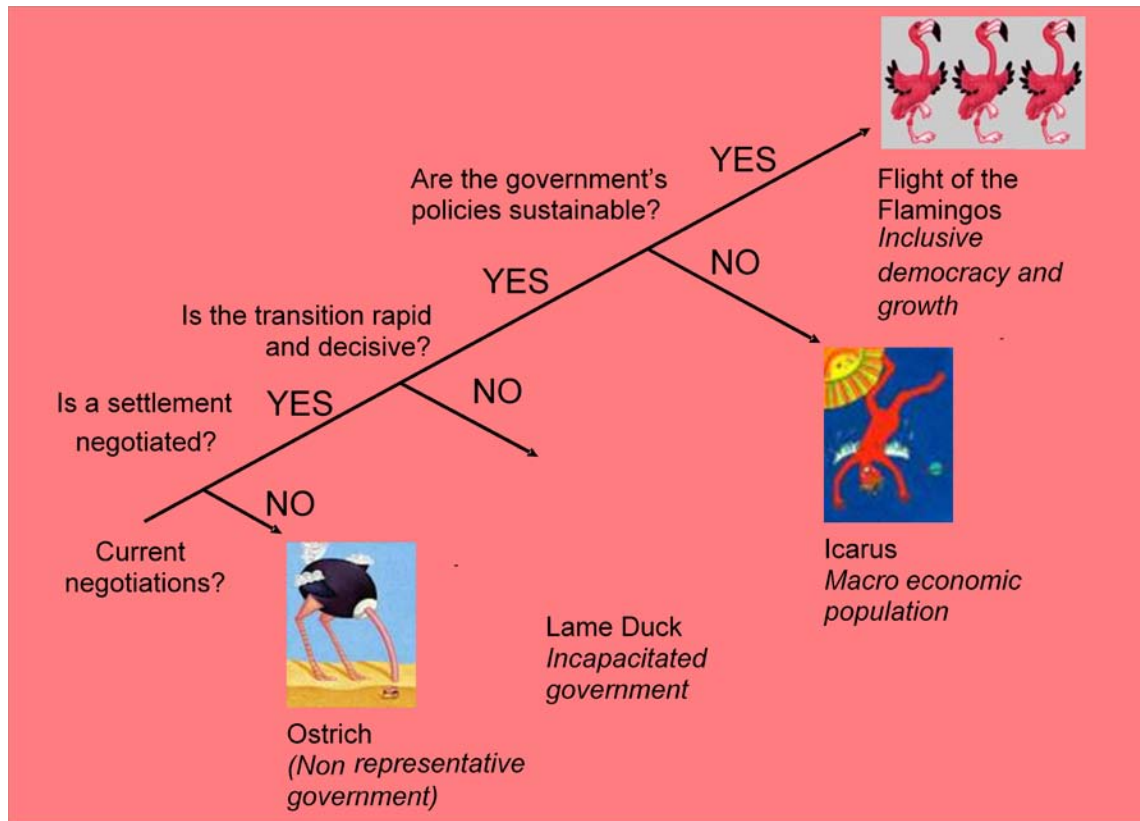 YES
Are the government's
policies sustainable?
Flight of the
Flamingos
Inclusive
democracy and
growth
NO
YES
Is the transition rapid
and decisive?
NO
YES
Is a settlement
negotiated?
NO
Current
negotiations?
Icarus
Macro economic
population
Lame Duck
Incapacitated
government
Ostrich
(Non representative
government)